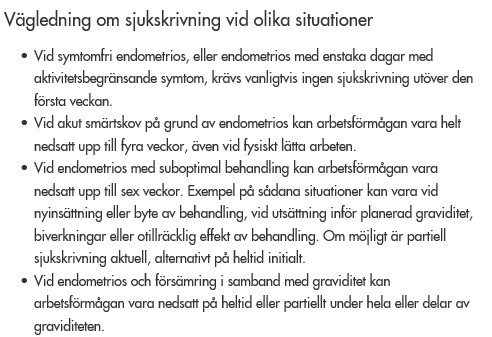 Vägledning om sjukskrivning vid olika situationer
• Vid symtomfri endometrios, eller endometrios med enstaka dagar med
aktivitetsbegränsande symtom, krävs vanligtvis ingen sjukskrivning utöver den
första veckan.
• Vid akut smärtskov på grund av endometrios kan arbetsförmågan vara helt
nedsatt upp till fyra veckor, även vid fysiskt lätta arbeten.
• Vid endometrios med suboptimal behandling kan arbetsförmågan vara
nedsatt upp till sex veckor. Exempel på sådana situationer kan vara vid
nyinsättning eller byte av behandling, vid utsättning inför planerad graviditet,
biverkningar eller otillräcklig effekt av behandling. Om möjligt är partiell
sjukskrivning aktuell, alternativt på heltid initialt.
• Vid endometrios och försämring i samband med graviditet kan
arbetsförmågan vara nedsatt på heltid eller partiellt under hela eller delar av
graviditeten.